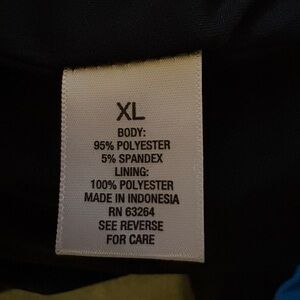 XL
BODY:
95% POLYESTER
5% SPANDEX
LINING:
100% POLYESTER
MADE IN INDONESIA
RN 63264
SEE REVERSE
FOR CARE